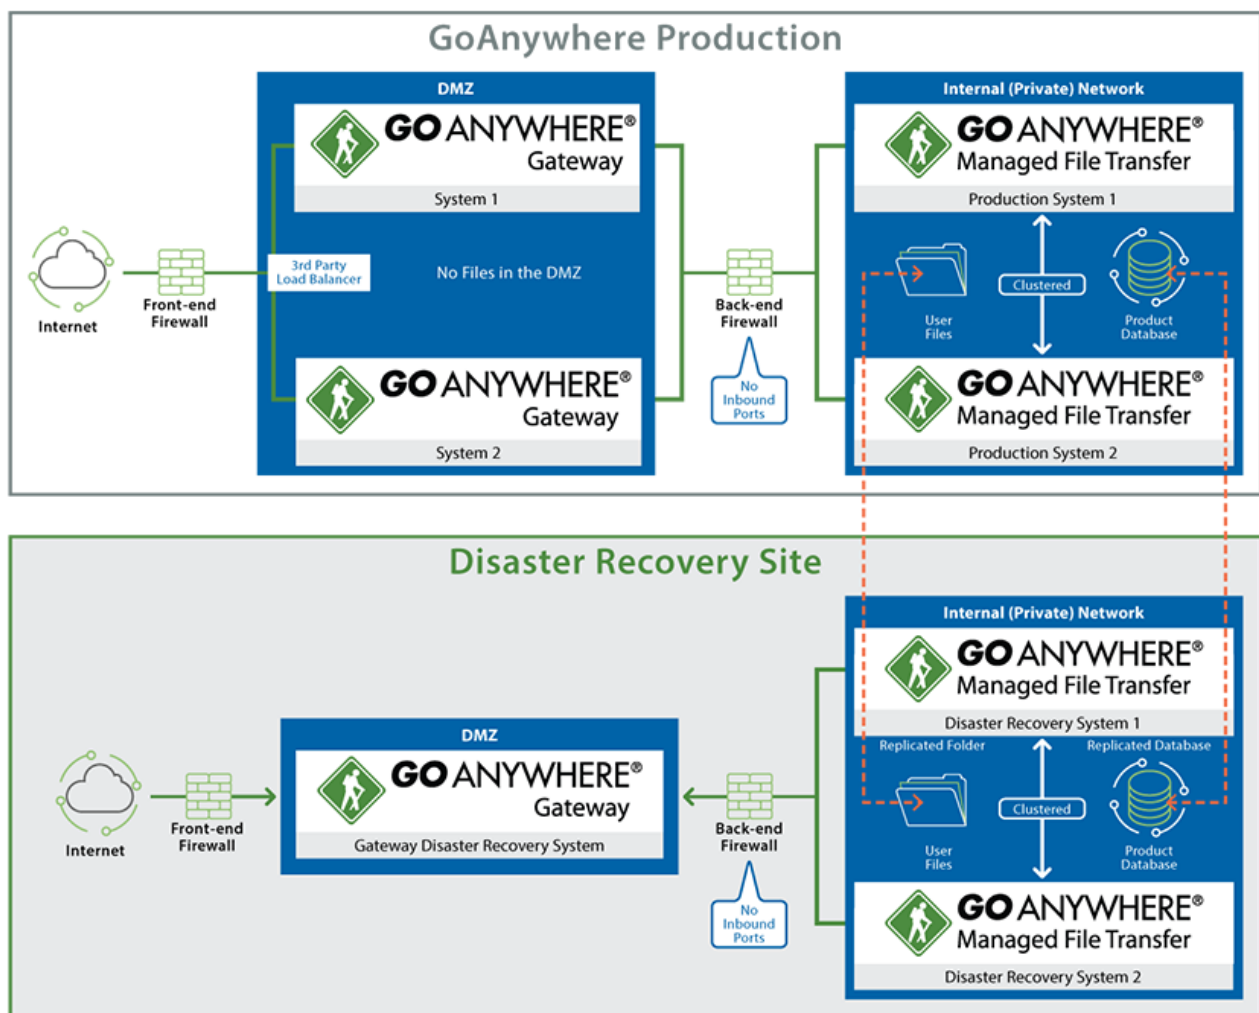 GoAnywhere Production
DMZ
GO ANYWHERE®
Gateway
System 1
3rd Party
Load Balancer
No Files in the DMZ
GO ANYWHERE®
Gateway
System 2
Internet
Front-end
Firewall
Back-end
Firewall
No
Inbound
Ports
Internal (Private) Network
GO ANYWHERE®
Managed File Transfer
Production System 1
Clustered
User
Files
Product
Database
GO ANYWHERE®
Managed File Transfer
Production System 2
Disaster Recovery Site
Internet
Front-end
Firewall
DMZ
GO ANYWHERE®
Gateway
Gateway Disaster Recovery System
Back-end
Firewall
No
Inbound
Ports
Internal (Private) Network
GO ANYWHERE®
Managed File Transfer
Disaster Recovery System 1
Replicated Folder
Replicated Database
Clustered
User
Files
Product
Database
GO ANYWHERE®
Managed File Transfer
Disaster Recovery System 2